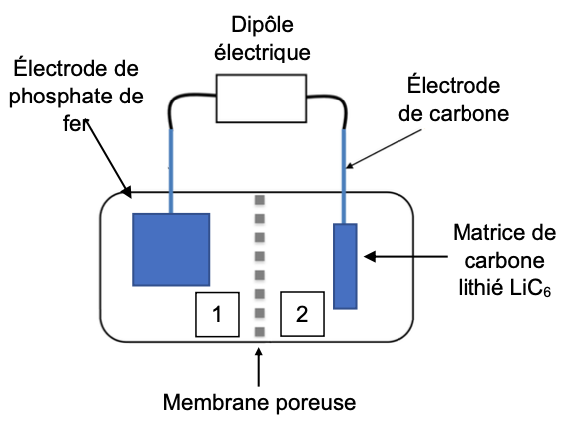 Dipôle
électrique
Électrode de
phosphate de
fer
Électrode
de carbone
Matrice de
carbone
lithié LiC₆
1
2
Membrane poreuse